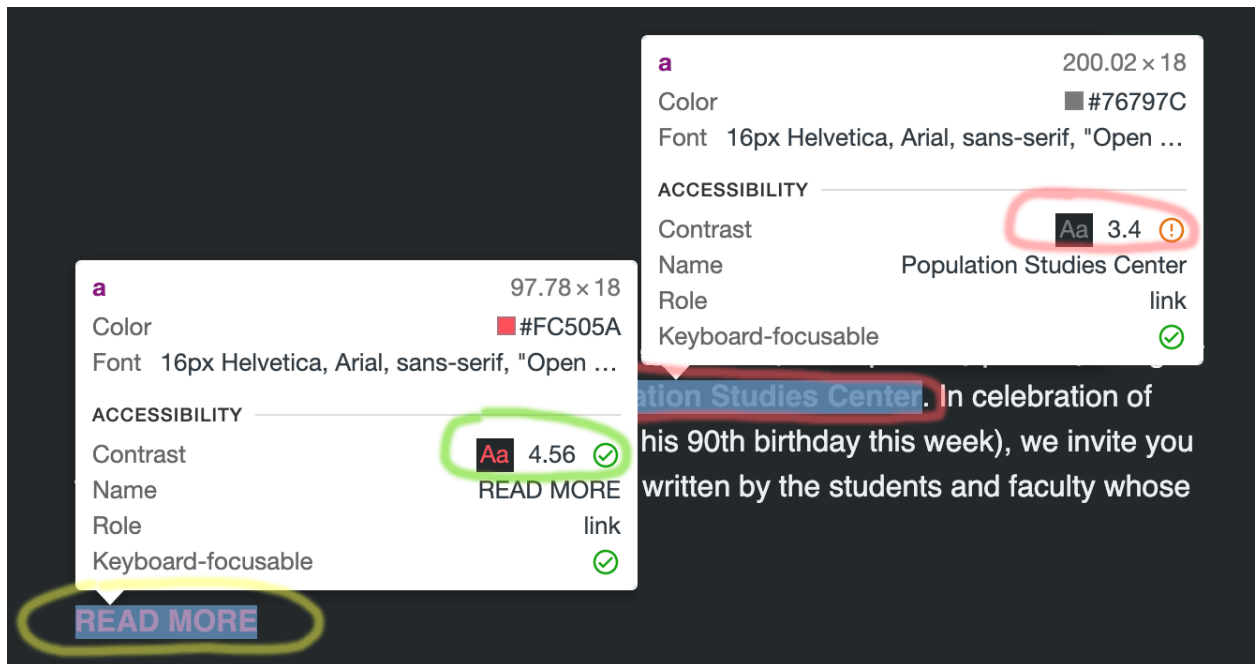 a 200.02 × 18
Color #76797C
Font 16px Helvetica, Arial, sans-serif, "Open ...
ACCESSIBILITY
Contrast Aa 3.4
Name Population Studies Center
Role link
Keyboard-focusable
a 97.78 × 18
Color #FC505A
Font 16px Helvetica, Arial, sans-serif, "Open ...
ACCESSIBILITY
Contrast Aa 4.56
Name READ MORE
Role link
Keyboard-focusable
ation Studies Center. In celebration of
his 90th birthday this week), we invite you
written by the students and faculty whose
READ MORE